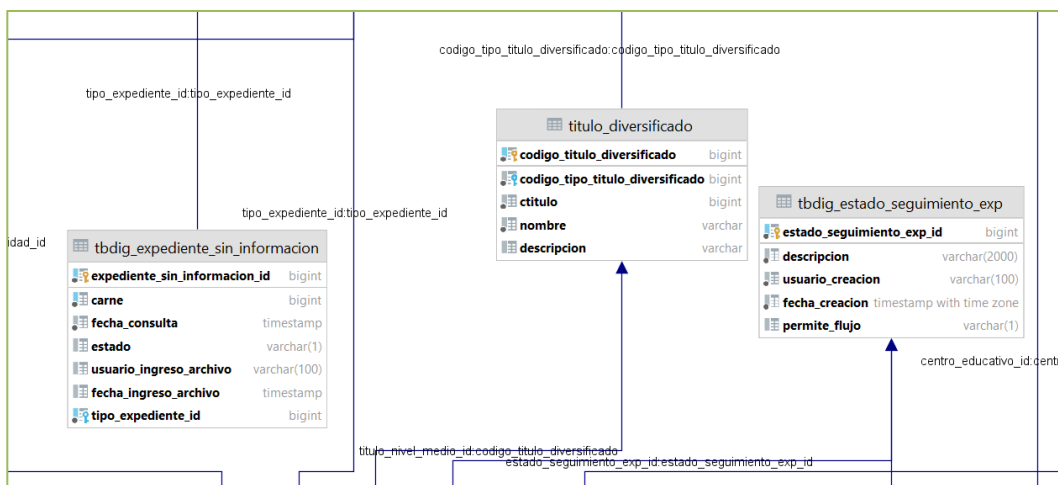 codigo_tipo_titulo_diversificado:codigo_tipo_titulo_diversificado
tipo_expediente_id:tipo_expediente_id
titulo_diversificado
codigo_titulo_diversificado bigint
codigo_tipo_titulo_diversificado bigint
ctitulo bigint
nombre varchar
descripcion varchar
tbdig_estado_seguimiento_exp
estado_seguimiento_exp_id bigint
descripcion varchar(2000)
usuario_creacion varchar(100)
fecha_creacion timestamp with time zone
permite_flujo varchar(1)
tipo_expediente_id:tipo_expediente_id
idad_id
tbdig_expediente_sin_informacion
expediente_sin_informacion_id bigint
carne bigint
fecha_consulta timestamp
estado varchar(1)
usuario_ingreso_archivo varchar(100)
fecha_ingreso_archivo timestamp
tipo_expediente_id bigint
centro_educativo_id:centr
titulo_nivel_medio_id:codigo_titulo_diversificado
estado_seguimiento_exp_id:estado_seguimiento_exp_id